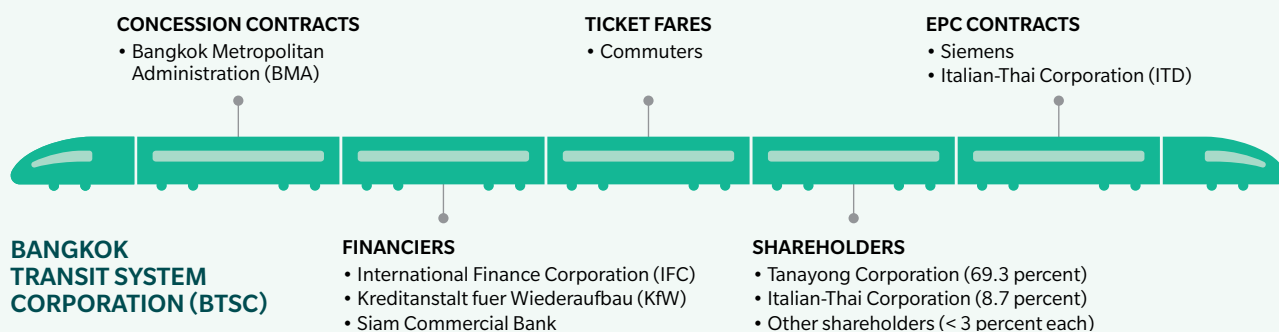 CONCESSION CONTRACTS
• Bangkok Metropolitan
Administration (BMA)
TICKET FARES
• Commuters
EPC CONTRACTS
• Siemens
• Italian-Thai Corporation (ITD)
BANGKOK
TRANSIT SYSTEM
CORPORATION (BTSC)
FINANCIERS
• International Finance Corporation (IFC)
• Kreditanstalt fuer Wiederaufbau (KfW)
• Siam Commercial Bank
SHAREHOLDERS
• Tanayong Corporation (69.3 percent)
• Italian-Thai Corporation (8.7 percent)
• Other shareholders (< 3 percent each)